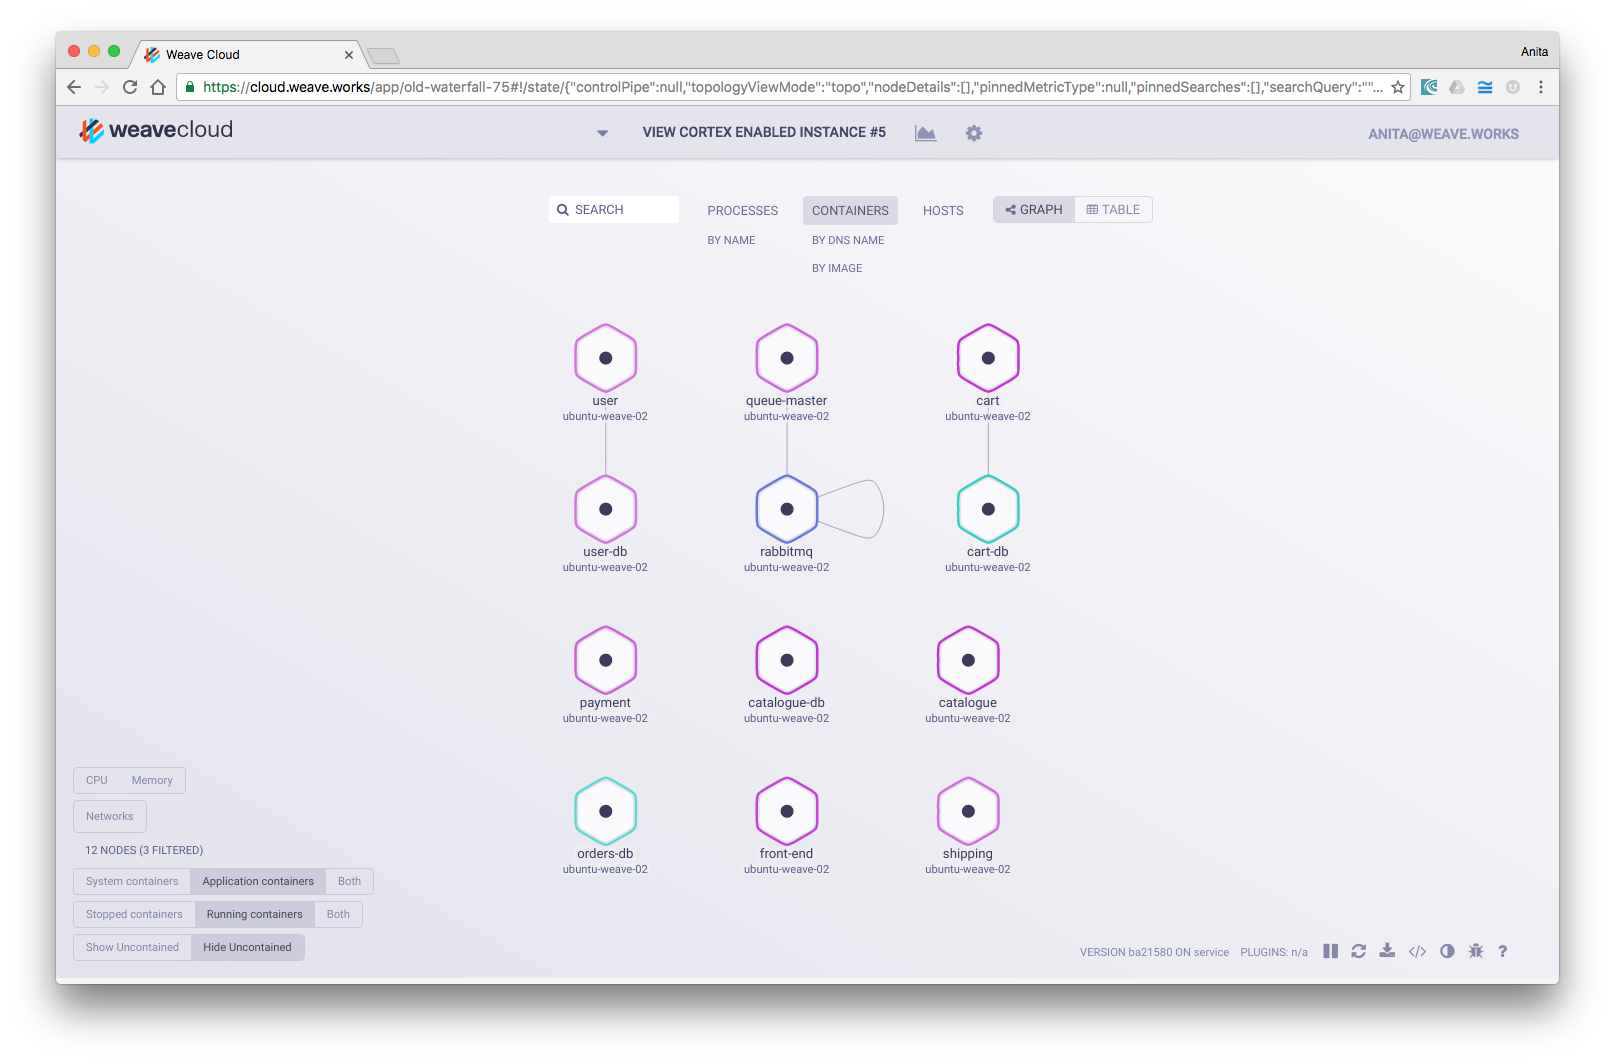 Weave Cloud
Anita
https://cloud.weave.works/app/old-waterfall-75#!/state/{"controlPipe":null,"topologyViewMode":"topo","nodeDetails":[],"pinnedMetricType":null,"pinnedSearches":[],"searchQuery":""...
weavecloud
VIEW CORTEX ENABLED INSTANCE #5
ANITA@WEAVE.WORKS
SEARCH
PROCESSES
CONTAINERS
HOSTS
GRAPH
TABLE
BY NAME
BY DNS NAME
BY IMAGE
user
ubuntu-weave-02
queue-master
ubuntu-weave-02
cart
ubuntu-weave-02
user-db
ubuntu-weave-02
rabbitmq
ubuntu-weave-02
cart-db
ubuntu-weave-02
payment
ubuntu-weave-02
catalogue-db
ubuntu-weave-02
catalogue
ubuntu-weave-02
orders-db
ubuntu-weave-02
front-end
ubuntu-weave-02
shipping
ubuntu-weave-02
CPU Memory
Networks
12 NODES (3 FILTERED)
System containers Application containers Both
Stopped containers Running containers Both
Show Uncontained Hide Uncontained
VERSION ba21580 ON service PLUGINS: n/a </> ?